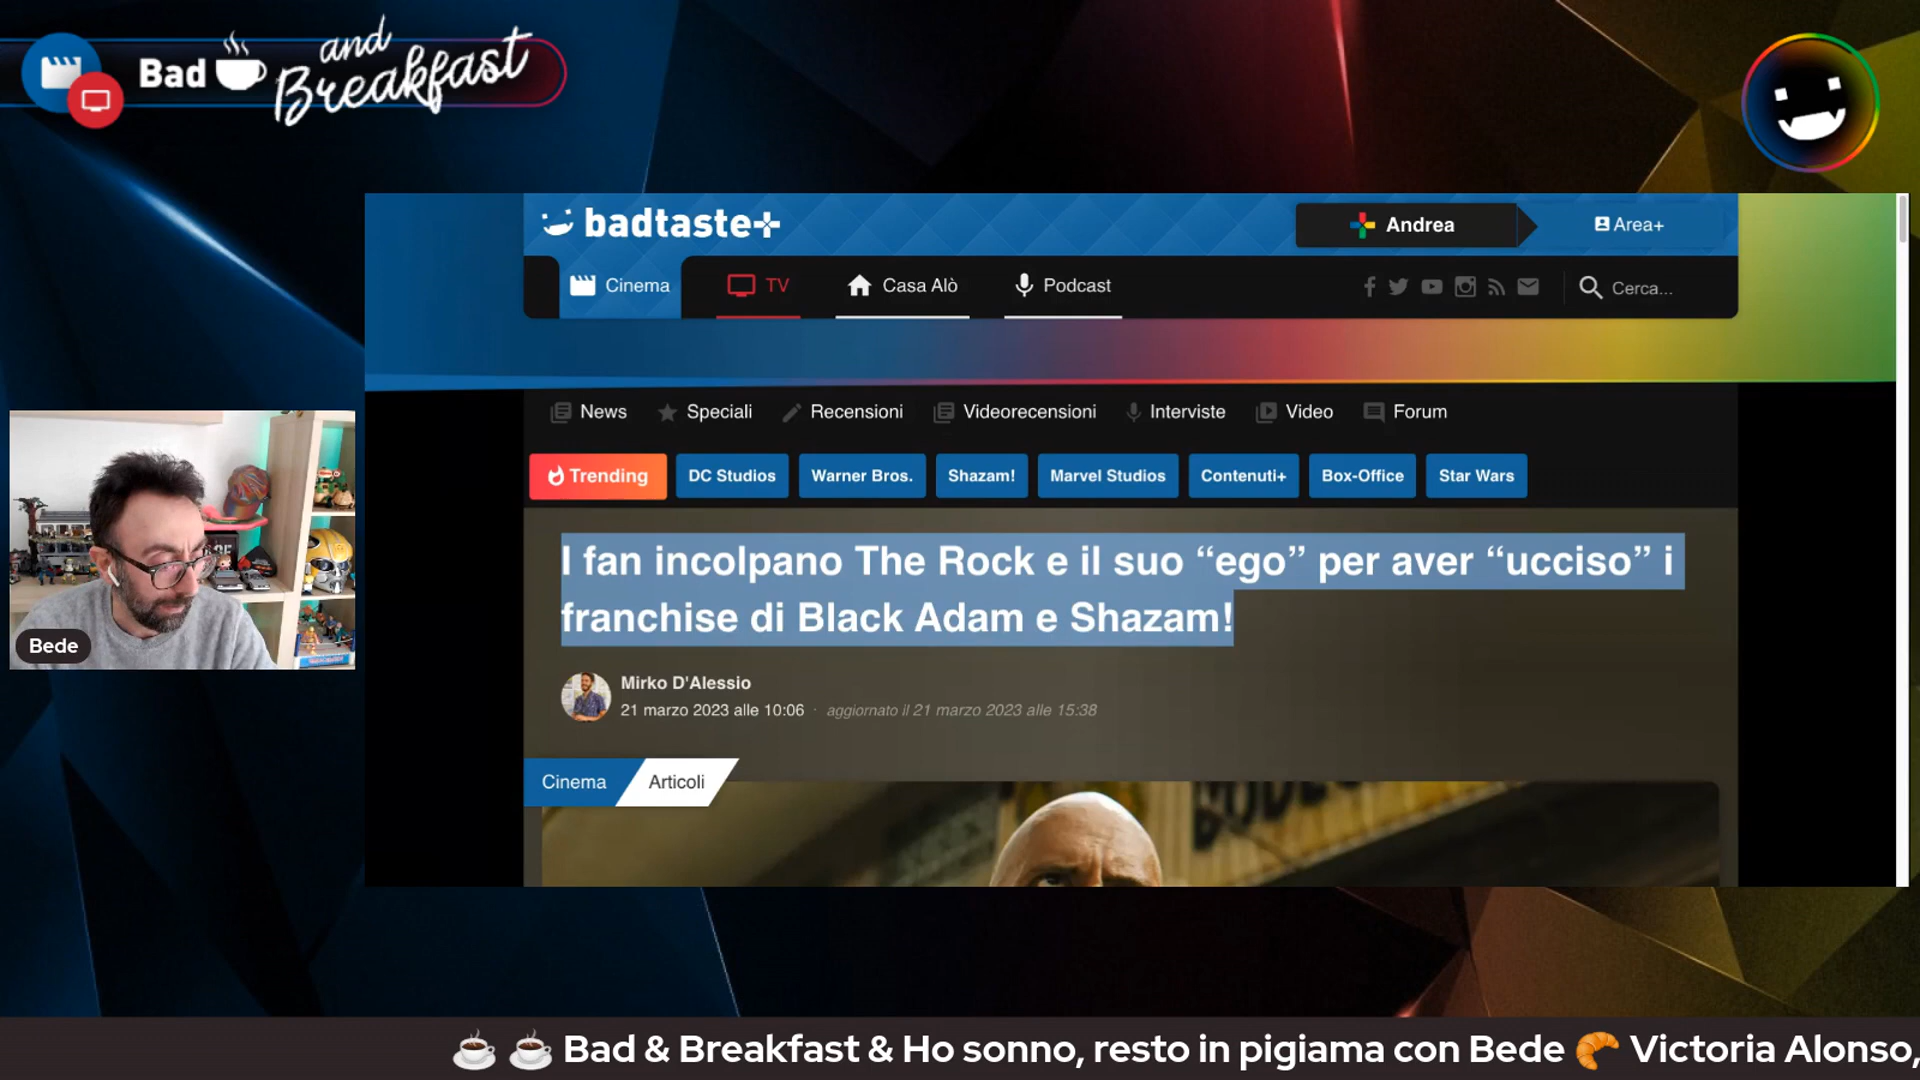 Bad and Breakfast
badtaste+
Andrea
Area+
Cinema
TV
Casa Alò
Podcast
Cerca...
News
Speciali
Recensioni
Videorecensioni
Interviste
Video
Forum
Trending
DC Studios
Warner Bros.
Shazam!
Marvel Studios
Contenuti+
Box-Office
Star Wars
I fan incolpano The Rock e il suo “ego” per aver “ucciso” i
franchise di Black Adam e Shazam!
Mirko D'Alessio
21 marzo 2023 alle 10:06 · aggiornato il 21 marzo 2023 alle 15:38
Cinema
Articoli
Bede
Bad & Breakfast & Ho sonno, resto in pigiama con Bede 🥐 Victoria Alonso,